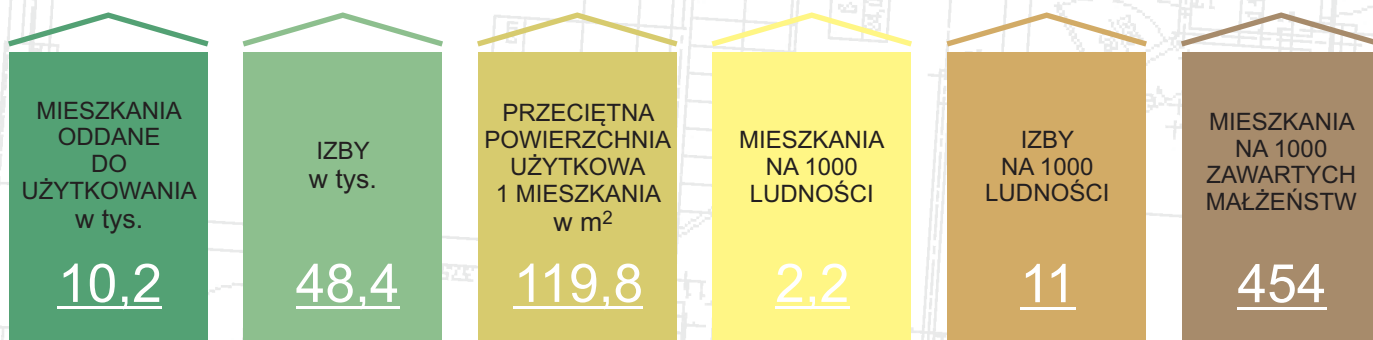 MIESZKANIA
ODDANE
DO
UŻYTKOWANIA
w tys.
10,2
IZBY
w tys.
48,4
PRZECIĘTNA
POWIERZCHNIA
UŻYTKOWA
1 MIESZKANIA
w m²
119,8
MIESZKANIA
NA 1000
LUDNOŚCI
2,2
IZBY
NA 1000
LUDNOŚCI
11
MIESZKANIA
NA 1000
ZAWARTYCH
MAŁŻEŃSTW
454